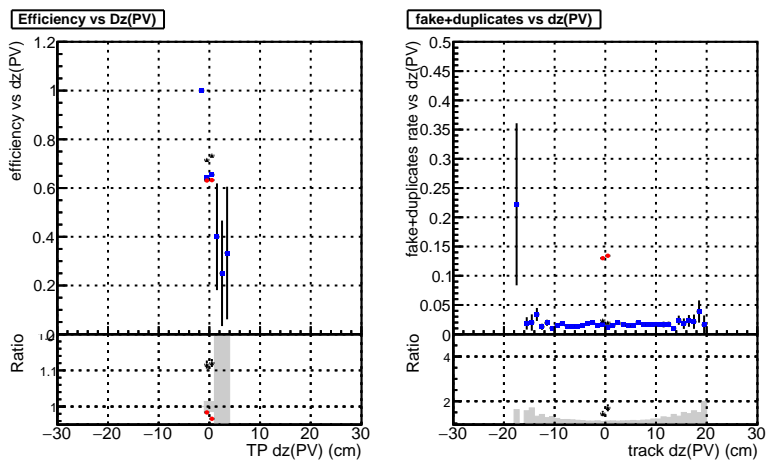 Efficiency vs Dz(PV)
efficiency vs dz(PV)
1.2
1
0.8
0.6
0.4
0.2
0
Ratio
1.1
1
−30 −20 −10 0 10 20 30
TP dz(PV) (cm)
fake+duplicates vs dz(PV)
fake+duplicates rate vs dz(PV)
0.5
0.45
0.4
0.35
0.3
0.25
0.2
0.15
0.1
0.05
0
Ratio
4
2
−30 −20 −10 0 10 20 30
track dz(PV) (cm)